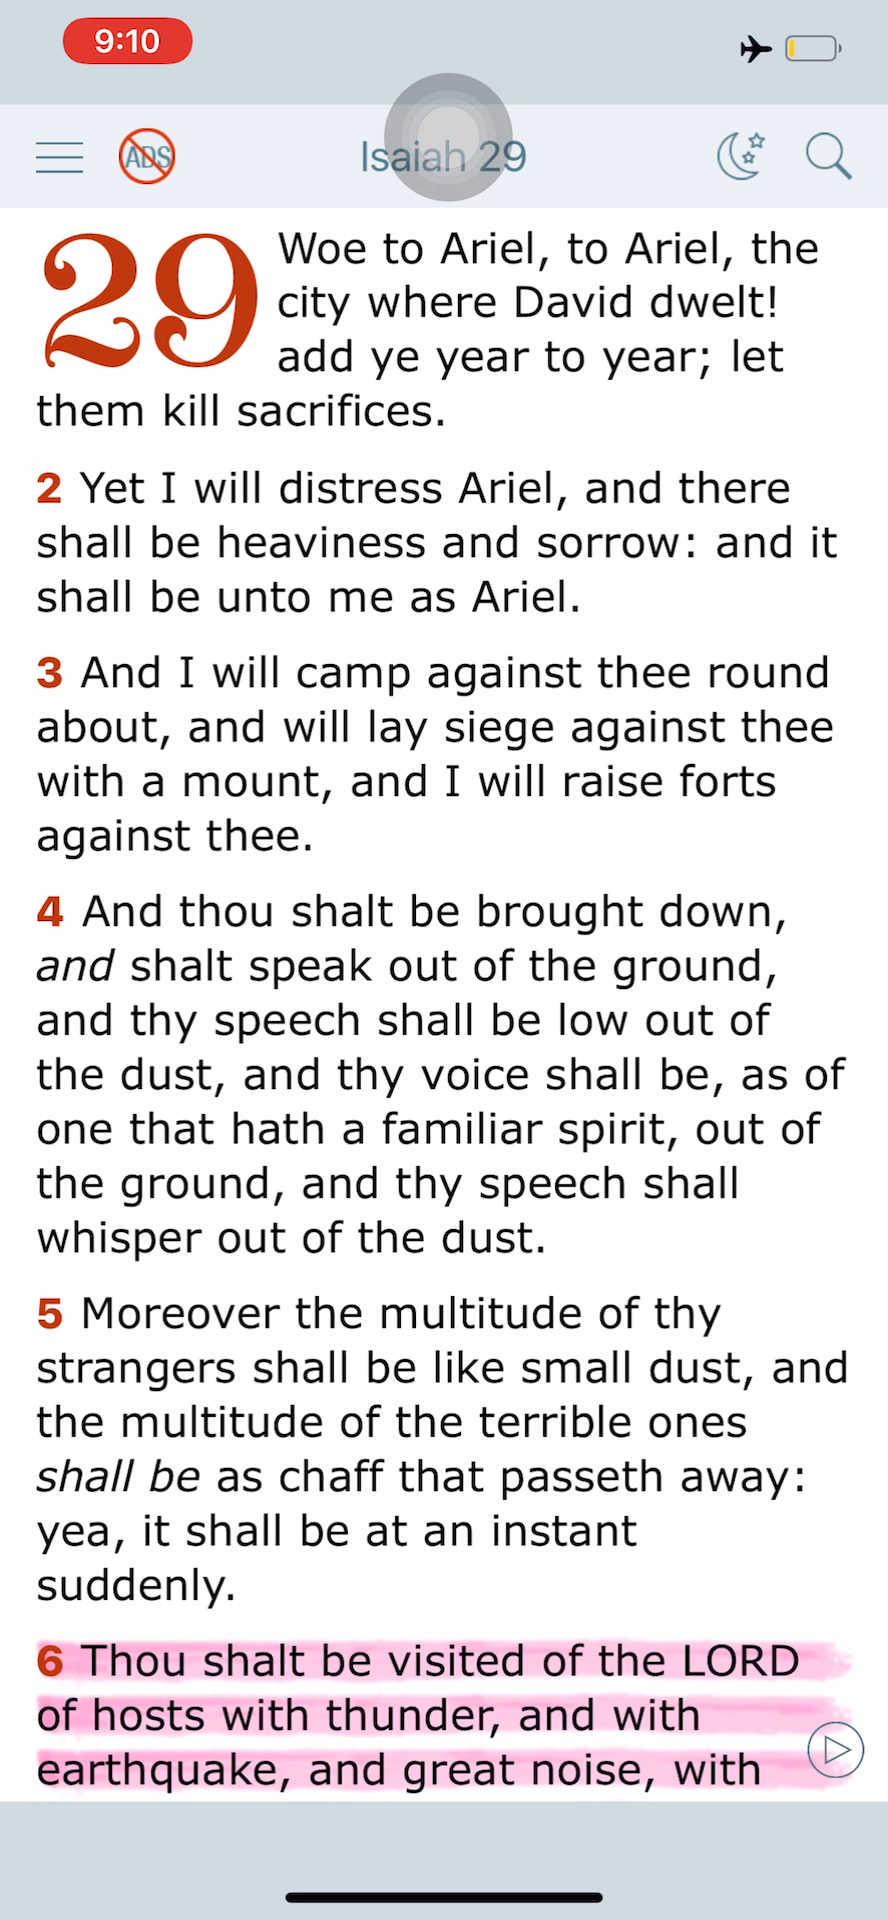 9:10
ADS
Isaiah 29
29 Woe to Ariel, to Ariel, the
city where David dwelt!
add ye year to year; let
them kill sacrifices.
2 Yet I will distress Ariel, and there
shall be heaviness and sorrow: and it
shall be unto me as Ariel.
3 And I will camp against thee round
about, and will lay siege against thee
with a mount, and I will raise forts
against thee.
4 And thou shalt be brought down,
and shalt speak out of the ground,
and thy speech shall be low out of
the dust, and thy voice shall be, as of
one that hath a familiar spirit, out of
the ground, and thy speech shall
whisper out of the dust.
5 Moreover the multitude of thy
strangers shall be like small dust, and
the multitude of the terrible ones
shall be as chaff that passeth away:
yea, it shall be at an instant
suddenly.
6 Thou shalt be visited of the LORD
of hosts with thunder, and with
earthquake, and great noise, with